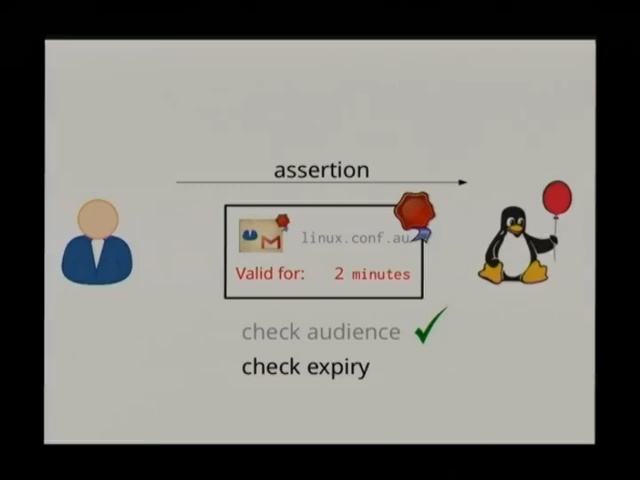 assertion
linux.conf.au
Valid for: 2 minutes
check audience
check expiry